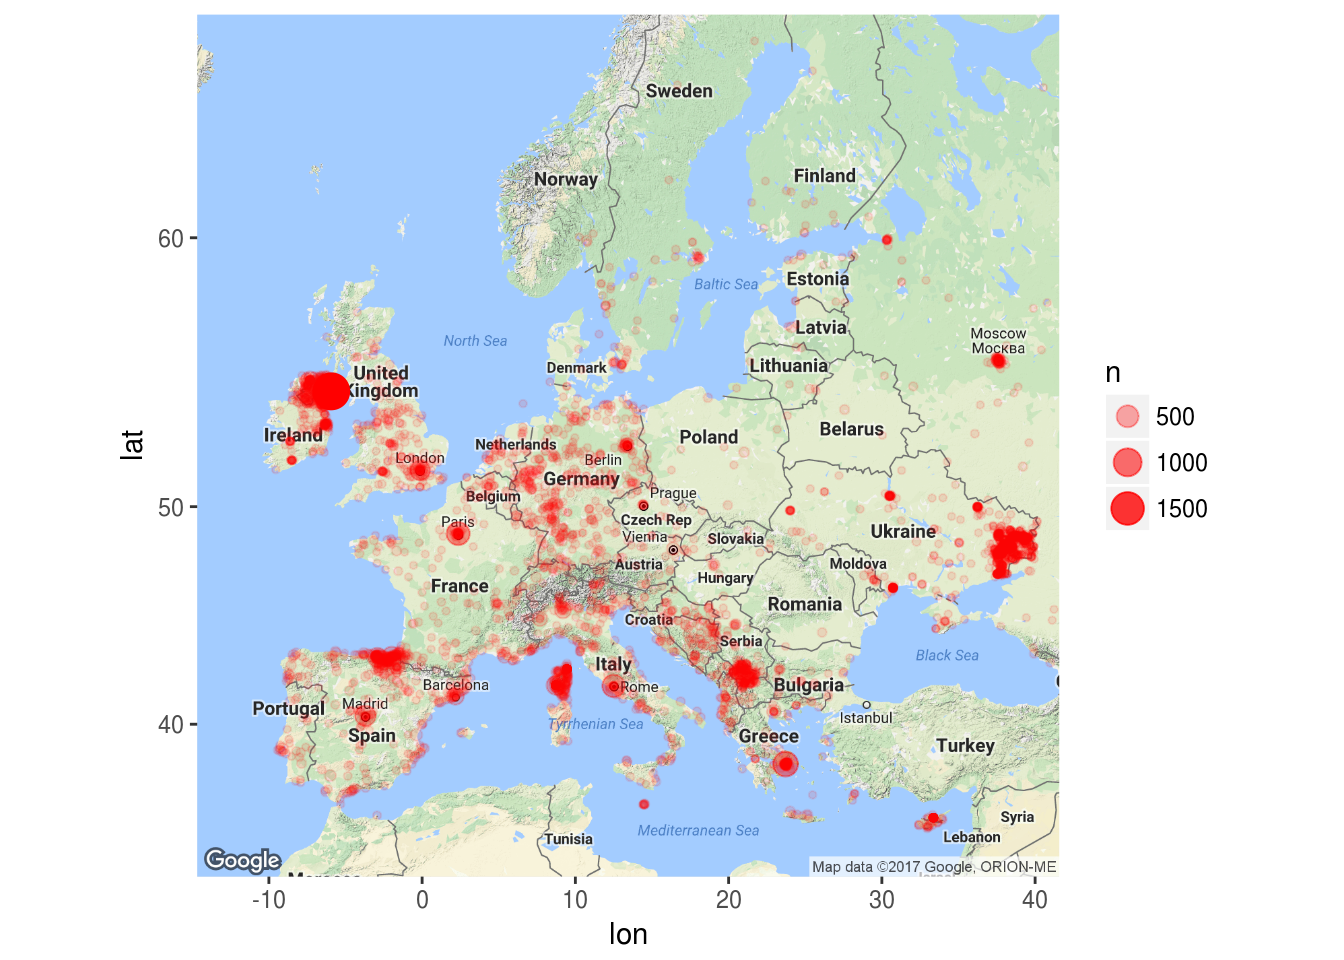 Sweden
Finland
Norway
60
Estonia
Baltic Sea
Latvia
Moscow
Москва
North Sea
Lithuania
Denmark
United
Kingdom
n
500
Belarus
Ireland
Poland
lat
Netherlands
London
Berlin
1000
Germany
Prague
Belgium
50
1500
Paris
Czech Rep
Ukraine
Vienna
Slovakia
Austria
Moldova
Hungary
France
Romania
Croatia
Serbia
Black Sea
Italy
Barcelona
Rome
Bulgaria
Portugal
Madrid
Istanbul
40
Tyrrhenian Sea
Spain
Greece
Turkey
Syria
Mediterranean Sea
Tunisia
Lebanon
Google
Map data ©2017 Google, ORION-ME
-10 0 10 20 30 40
lon